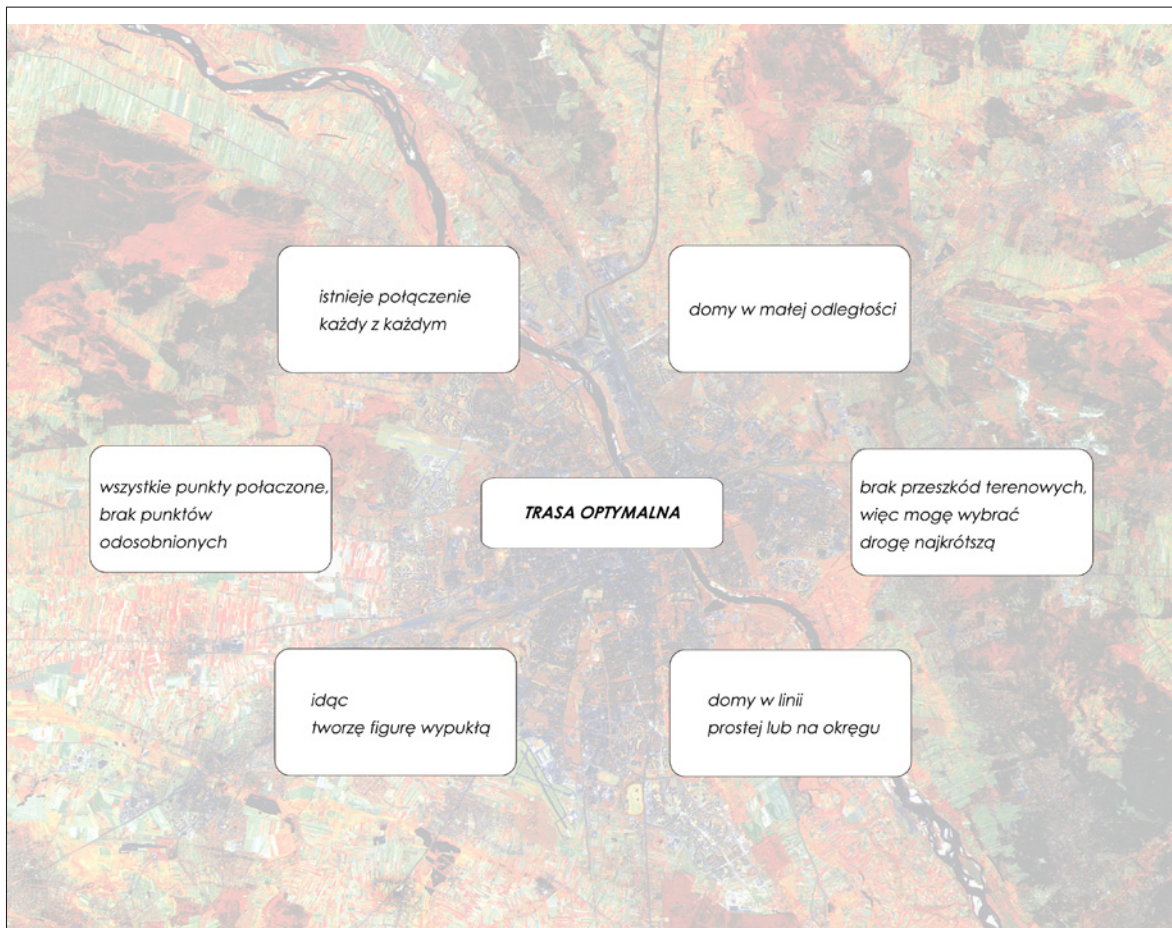 istnieje połączenie
każdy z każdym
domy w małej odległości
wszystkie punkty połaczone,
brak punktów
odosobnionych
TRASA OPTYMALNA
brak przeszkód terenowych,
więc mogę wybrać
drogę najkrótszą
idąc
tworzę figurę wypukłą
domy w linii
prostej lub na okręgu